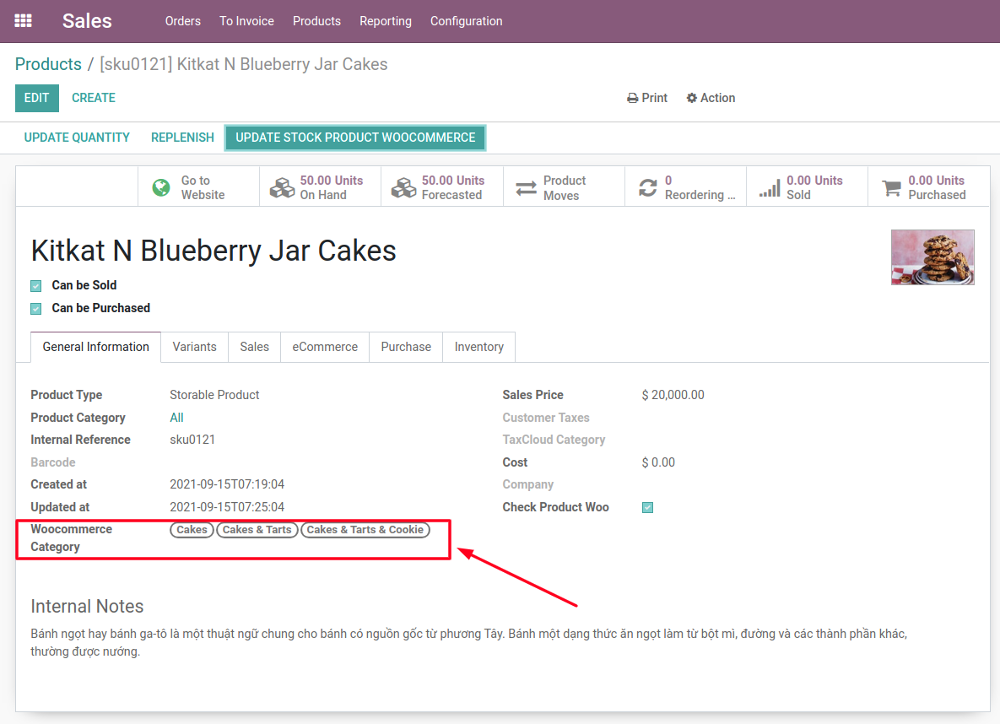 Sales Orders To Invoice Products Reporting Configuration
Products / [sku0121] Kitkat N Blueberry Jar Cakes
EDIT CREATE Print Action
UPDATE QUANTITY REPLENISH UPDATE STOCK PRODUCT WOOCOMMERCE
Go to Website 50.00 Units On Hand 50.00 Units Forecasted Product Moves 0 Reordering ... 0.00 Units Sold 0.00 Units Purchased
Kitkat N Blueberry Jar Cakes
Can be Sold
Can be Purchased
General Information Variants Sales eCommerce Purchase Inventory
Product Type Storable Product Sales Price $ 20,000.00
Product Category All Customer Taxes
Internal Reference sku0121 TaxCloud Category
Barcode Cost $ 0.00
Created at 2021-09-15T07:19:04 Company
Updated at 2021-09-15T07:25:04 Check Product Woo
Woocommerce Cakes Cakes & Tarts Cakes & Tarts & Cookie
Category
Internal Notes
Bánh ngọt hay bánh ga-tô là một thuật ngữ chung cho bánh có nguồn gốc từ phương Tây. Bánh một dạng thức ăn ngọt làm từ bột mì, đường và các thành phần khác,
thường được nướng.